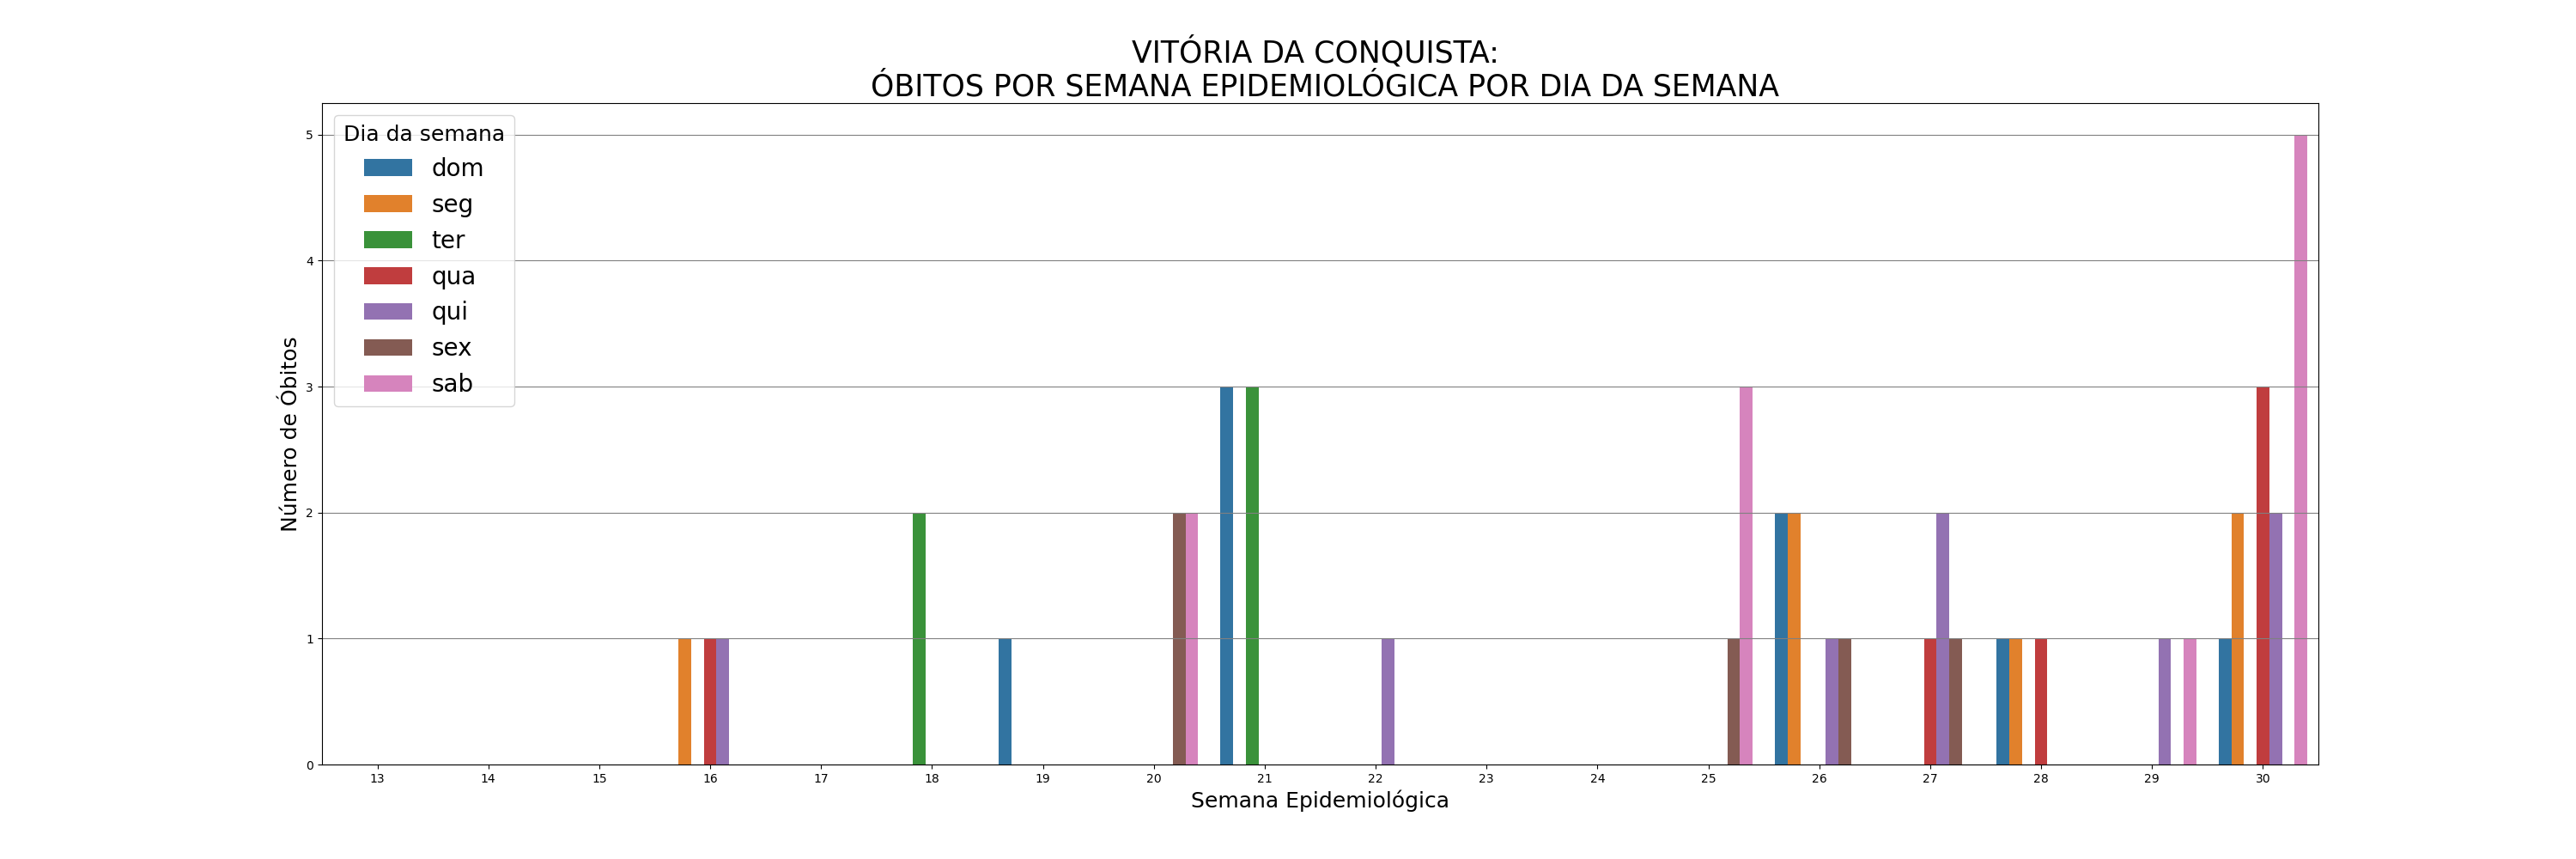 VITÓRIA DA CONQUISTA:
ÓBITOS POR SEMANA EPIDEMIOLÓGICA POR DIA DA SEMANA
Dia da semana
dom
seg
ter
qua
qui
sex
sab
Número de Óbitos
5
4
3
2
1
0
13 14 15 16 17 18 19 20 21 22 23 24 25 26 27 28 29 30
Semana Epidemiológica